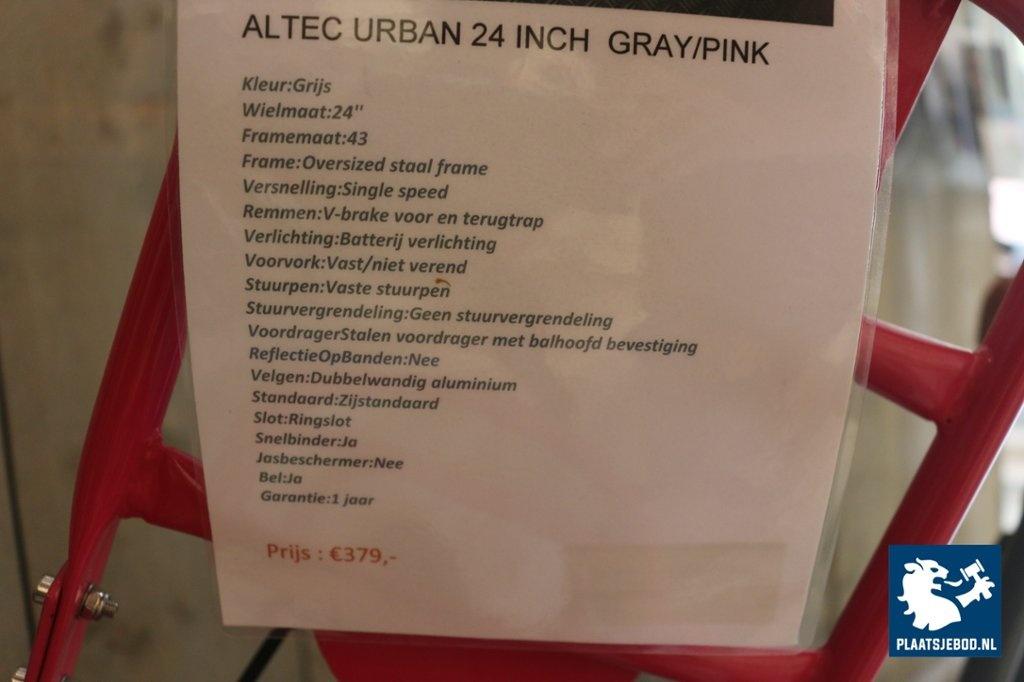 ALTEC URBAN 24 INCH GRAY/PINK
Kleur:Grijs
Wielmaat:24"
Framemaat:43
Frame:Oversized staal frame
Versnelling:Single speed
Remmen:V-brake voor en terugtrap
Verlichting:Batterij verlichting
Voorvork:Vast/niet verend
Stuurpen:Vaste stuurpen
Stuurvergrendeling:Geen stuurvergrendeling
VoordragerStalen voordrager met balhoofd bevestiging
ReflectieOpBanden:Nee
Velgen:Dubbelwandig aluminium
Standaard:Zijstandaard
Slot:Ringslot
Snelbinder:Ja
Jasbeschermer:Nee
Bel:Ja
Garantie:1 jaar
Prijs : €379,-
PLAATSJEBOD.NL